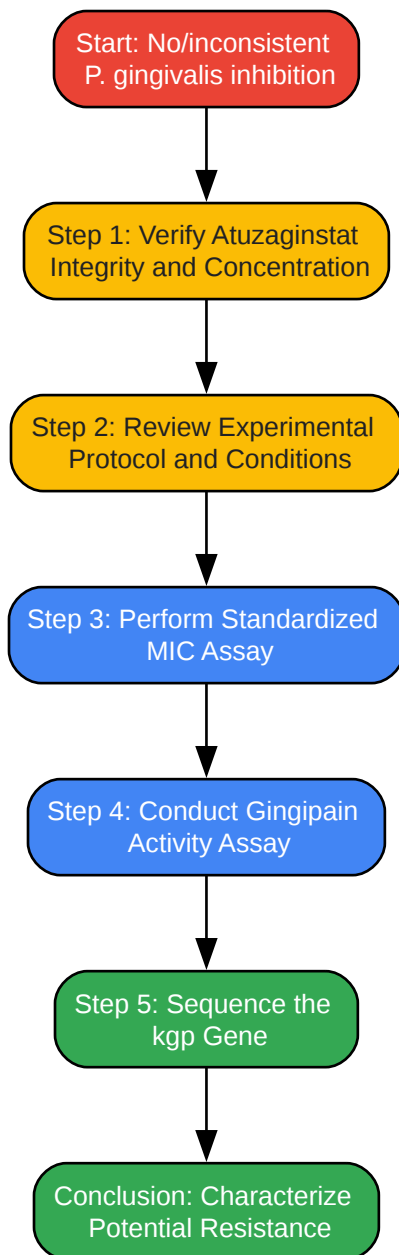 Start: No/inconsistent
P. gingivalis inhibition
Step 1: Verify Atuzaginstat
Integrity and Concentration
Step 2: Review Experimental
Protocol and Conditions
Step 3: Perform Standardized
MIC Assay
Step 4: Conduct Gingipain
Activity Assay
Step 5: Sequence the
kgp Gene
Conclusion: Characterize
Potential Resistance